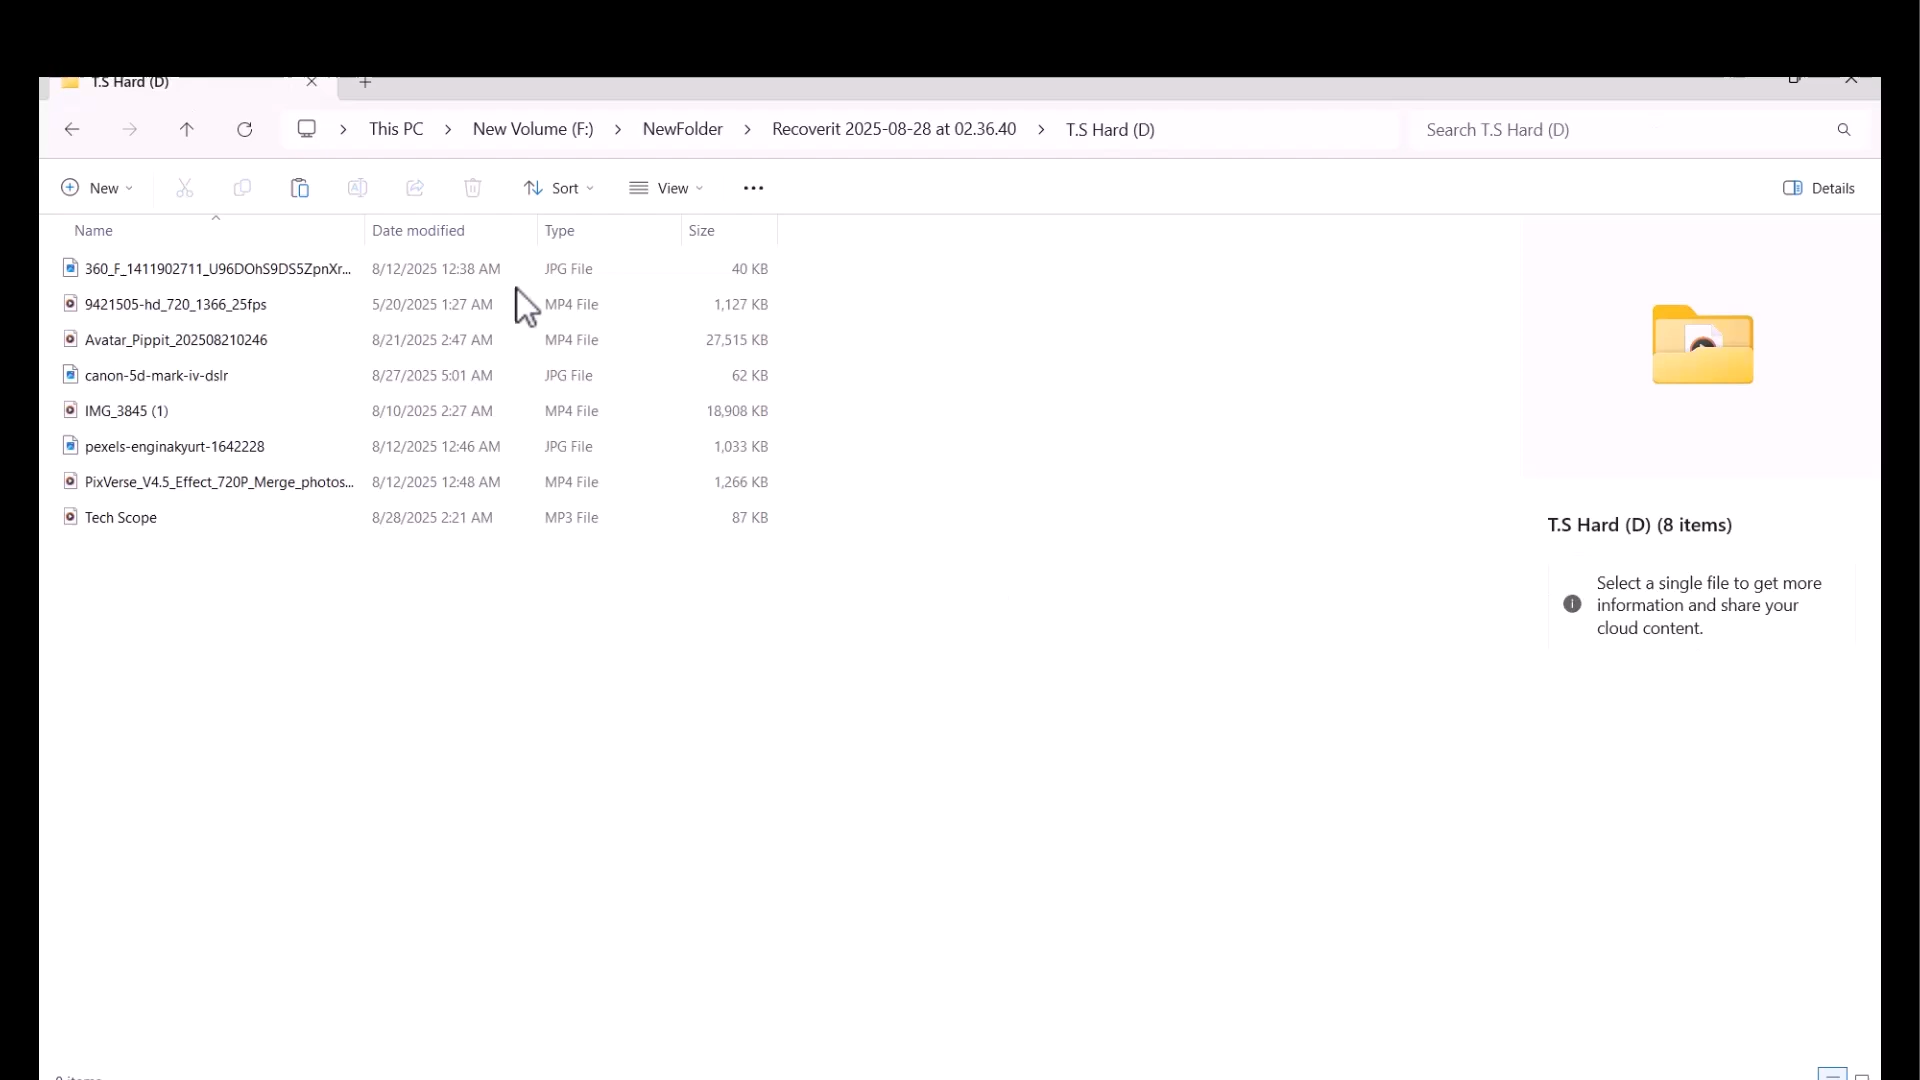 T.S Hard (D)
This PC > New Volume (F:) > NewFolder > Recoverit 2025-08-28 at 02.36.40 > T.S Hard (D)
Search T.S Hard (D)
New Sort View ... Details
Name Date modified Type Size
360_F_1411902711_U96DOhS9DS5ZpnXr... 8/12/2025 12:38 AM JPG File 40 KB
9421505-hd_720_1366_25fps 5/20/2025 1:27 AM MP4 File 1,127 KB
Avatar_Pippit_202508210246 8/21/2025 2:47 AM MP4 File 27,515 KB
canon-5d-mark-iv-dslr 8/27/2025 5:01 AM JPG File 62 KB
IMG_3845 (1) 8/10/2025 2:27 AM MP4 File 18,908 KB
pexels-enginakyurt-1642228 8/12/2025 12:46 AM JPG File 1,033 KB
PixVerse_V4.5_Effect_720P_Merge_photos... 8/12/2025 12:48 AM MP4 File 1,266 KB
Tech Scope 8/28/2025 2:21 AM MP3 File 87 KB
T.S Hard (D) (8 items)
Select a single file to get more
information and share your
cloud content.